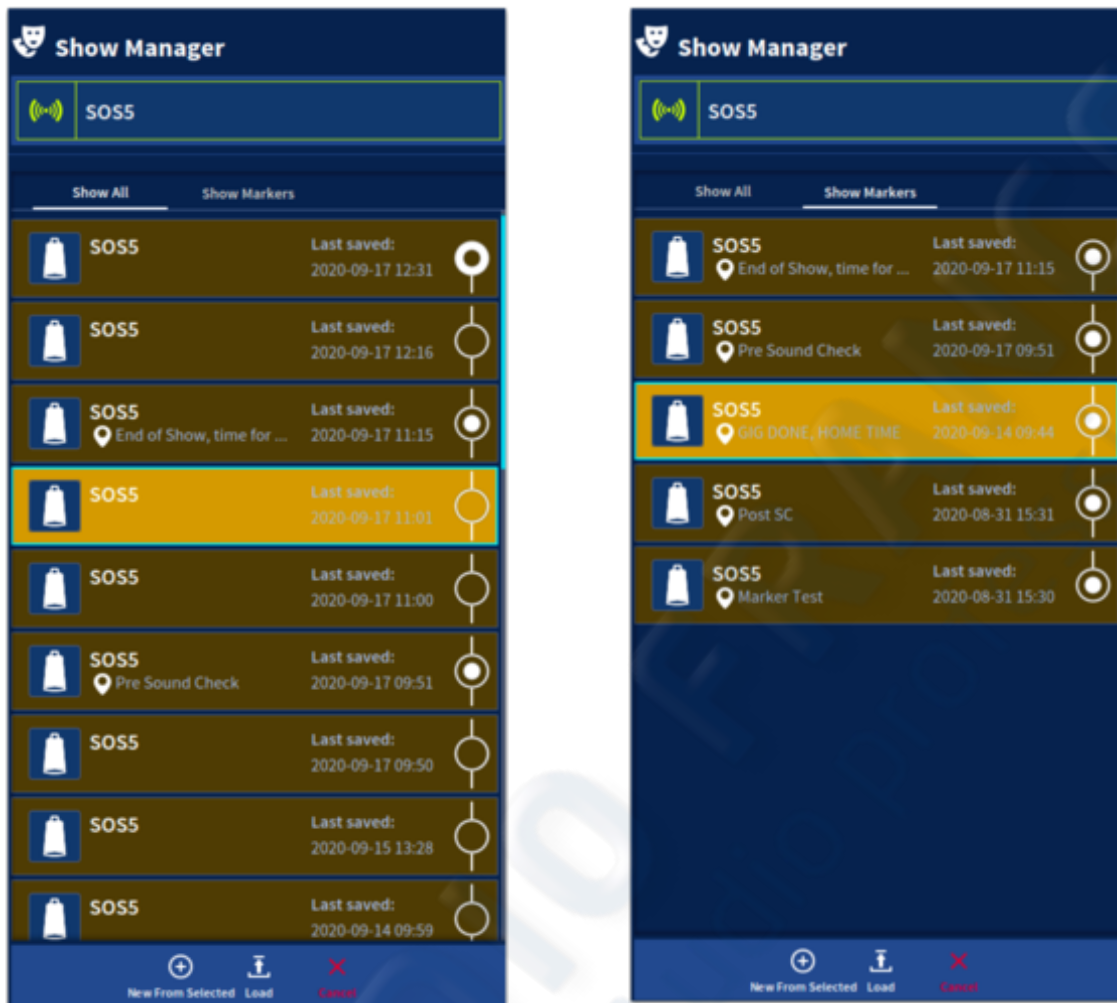 Show Manager
SOS5
Show All Show Markers
SOS5 Last saved:
2020-09-17 12:31
SOS5 Last saved:
2020-09-17 12:16
SOS5 Last saved:
End of Show, time for ... 2020-09-17 11:15
SOS5 Last saved:
2020-09-17 11:01
SOS5 Last saved:
2020-09-17 11:00
SOS5 Last saved:
Pre Sound Check 2020-09-17 09:51
SOS5 Last saved:
2020-09-17 09:50
SOS5 Last saved:
2020-09-15 13:28
SOS5 Last saved:
2020-09-14 09:59
New From Selected Load Cancel
Show Manager
SOS5
Show All Show Markers
SOS5 Last saved:
End of Show, time for ... 2020-09-17 11:15
SOS5 Last saved:
Pre Sound Check 2020-09-17 09:51
SOS5 Last saved:
GIG DONE, HOME TIME 2020-09-14 09:44
SOS5 Last saved:
Post SC 2020-08-31 15:31
SOS5 Last saved:
Marker Test 2020-08-31 15:30
New From Selected Load Cancel